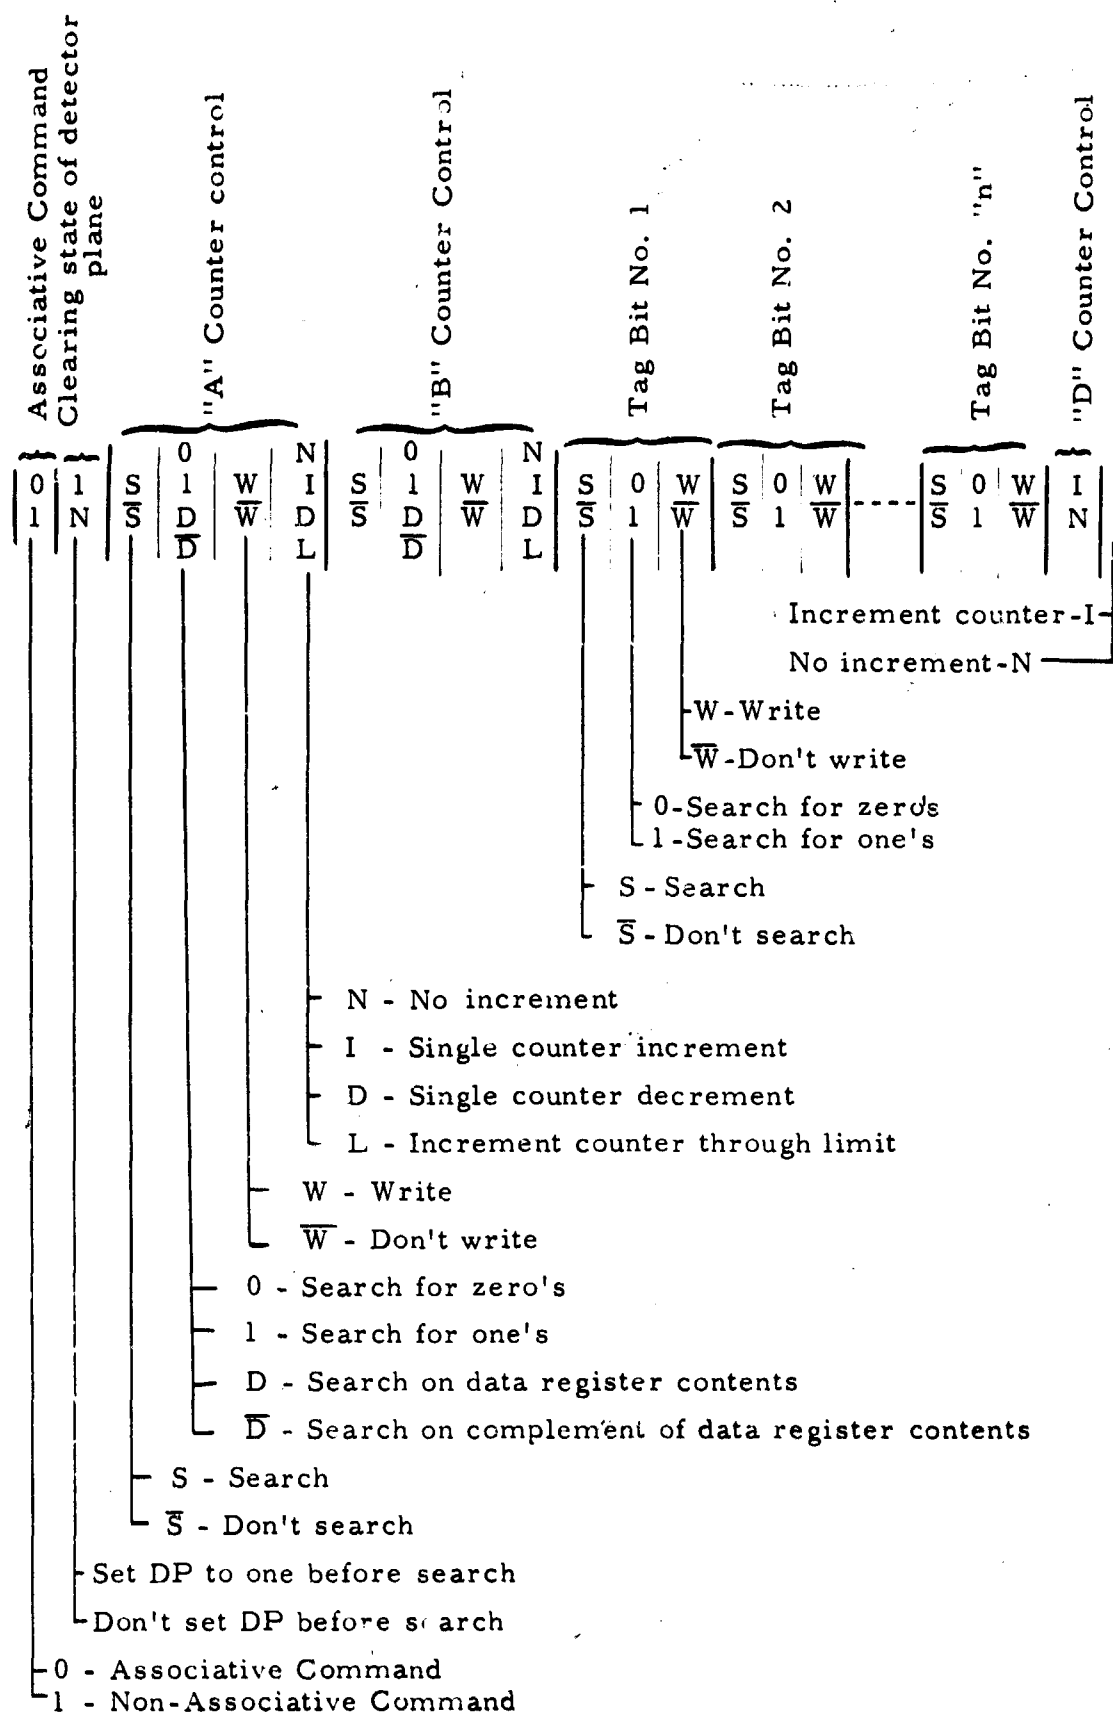 Associative Command
Clearing state of detector
plane
"A" Counter control
"B" Counter Control
Tag Bit No. 1
Tag Bit No. 2
Tag Bit No. "n"
"D" Counter Control
0 N 0 N
0 1 S 1 W I S 1 W I S 0 W S 0 W S 0 W I
1 N S̅ D W̅ D S̅ D W̅ D S̅ 1 W̅ S̅ 1 W̅ ---- S̅ 1 W̅ N
D̅ L D̅ L
Increment counter-I
No increment-N
W-Write
W̅-Don't write
0-Search for zero's
1-Search for one's
S - Search
S̅ - Don't search
N - No increment
I - Single counter increment
D - Single counter decrement
L - Increment counter through limit
W - Write
W̅ - Don't write
0 - Search for zero's
1 - Search for one's
D - Search on data register contents
D̅ - Search on complement of data register contents
S - Search
S̅ - Don't search
Set DP to one before search
Don't set DP before search
0 - Associative Command
1 - Non-Associative Command